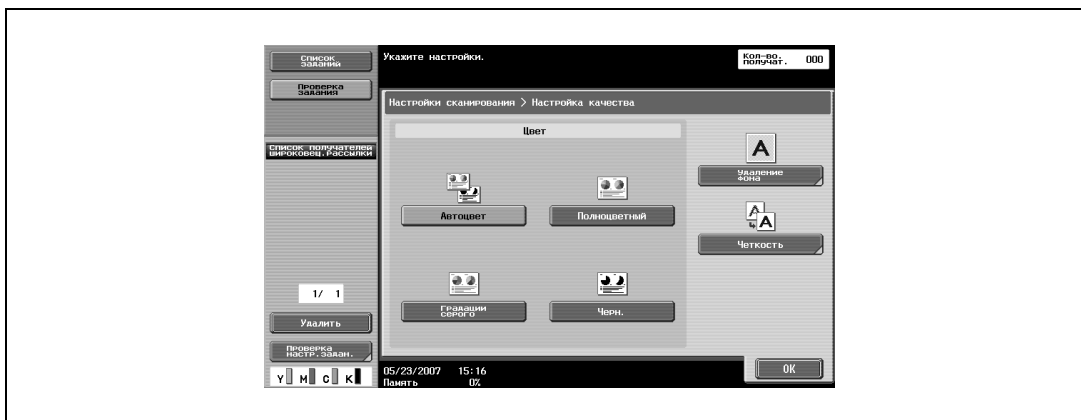 Список
заданий
Укажите настройки.
Кол-во.
получат.
000
Проверка
задания
Настройки сканирования > Настройка качества
Цвет
Список получателей
широковещ.рассылки
A
Удаление
фона
Автоцвет
Полноцветный
A
A
Четкость
Градации
серого
Черн.
1/ 1
Удалить
Проверка
настр.задан.
Y M C K
05/23/2007 15:16
Память 0%
OK